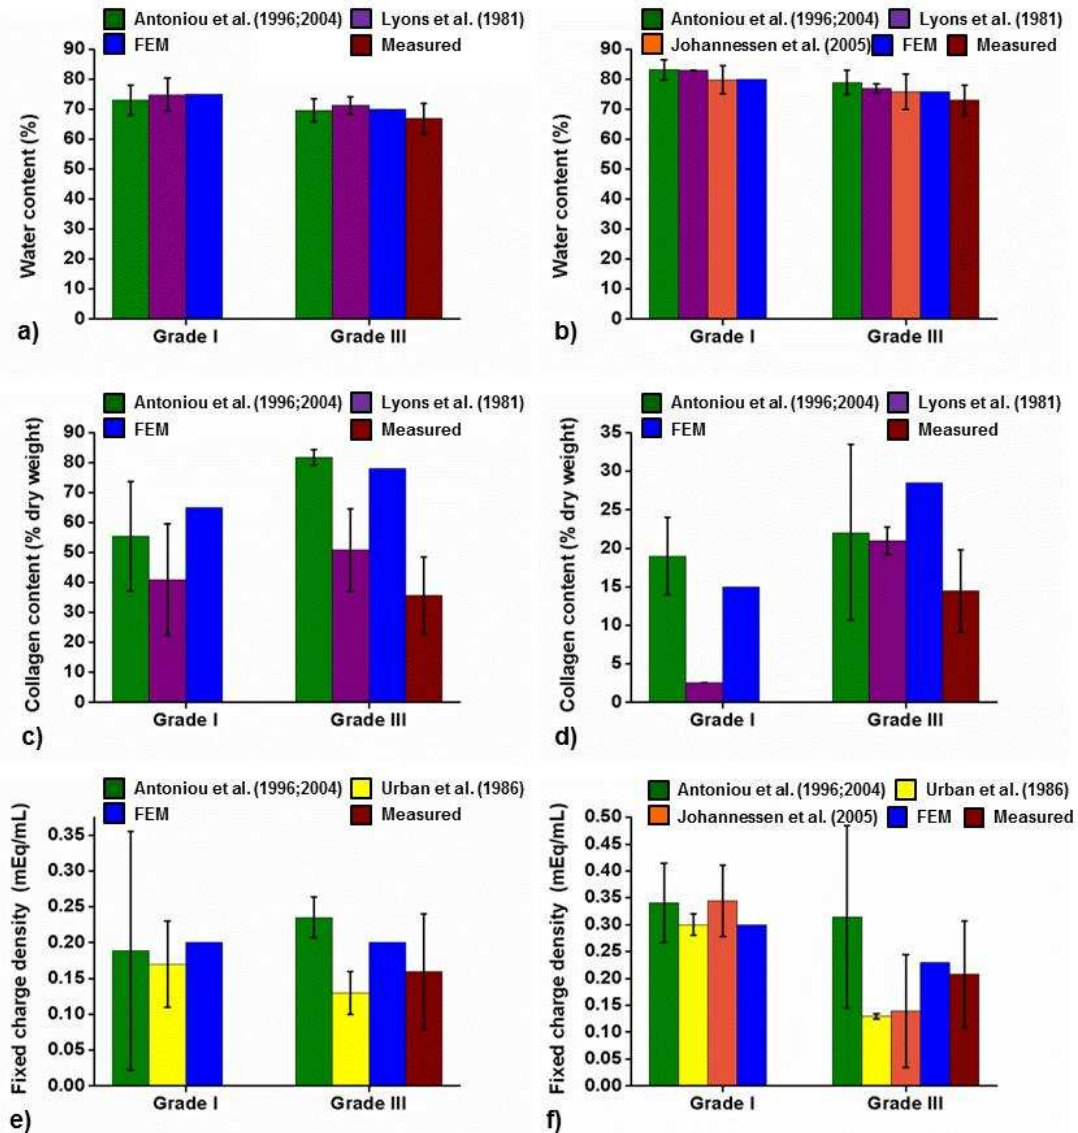 Antoniou et al. (1996;2004) Lyons et al. (1981)
FEM Measured
Water content (%)
90
80
70
60
50
40
30
20
10
0
Grade I Grade III
a)
Antoniou et al. (1996;2004) Lyons et al. (1981)
Johannessen et al. (2005) FEM Measured
Water content (%)
90
80
70
60
50
40
30
20
10
0
Grade I Grade III
b)
Antoniou et al. (1996;2004) Lyons et al. (1981)
FEM Measured
Collagen content (% dry weight)
90
80
70
60
50
40
30
20
10
0
Grade I Grade III
c)
Antoniou et al. (1996;2004) Lyons et al. (1981)
FEM Measured
Collagen content (% dry weight)
35
30
25
20
15
10
5
0
Grade I Grade III
d)
Antoniou et al. (1996;2004) Urban et al. (1986)
FEM Measured
Fixed charge density (mEq/mL)
0.35
0.30
0.25
0.20
0.15
0.10
0.05
0.00
Grade I Grade III
e)
Antoniou et al. (1996;2004) Urban et al. (1986)
Johannessen et al. (2005) FEM Measured
Fixed charge density (mEq/mL)
0.50
0.45
0.40
0.35
0.30
0.25
0.20
0.15
0.10
0.05
0.00
Grade I Grade III
f)